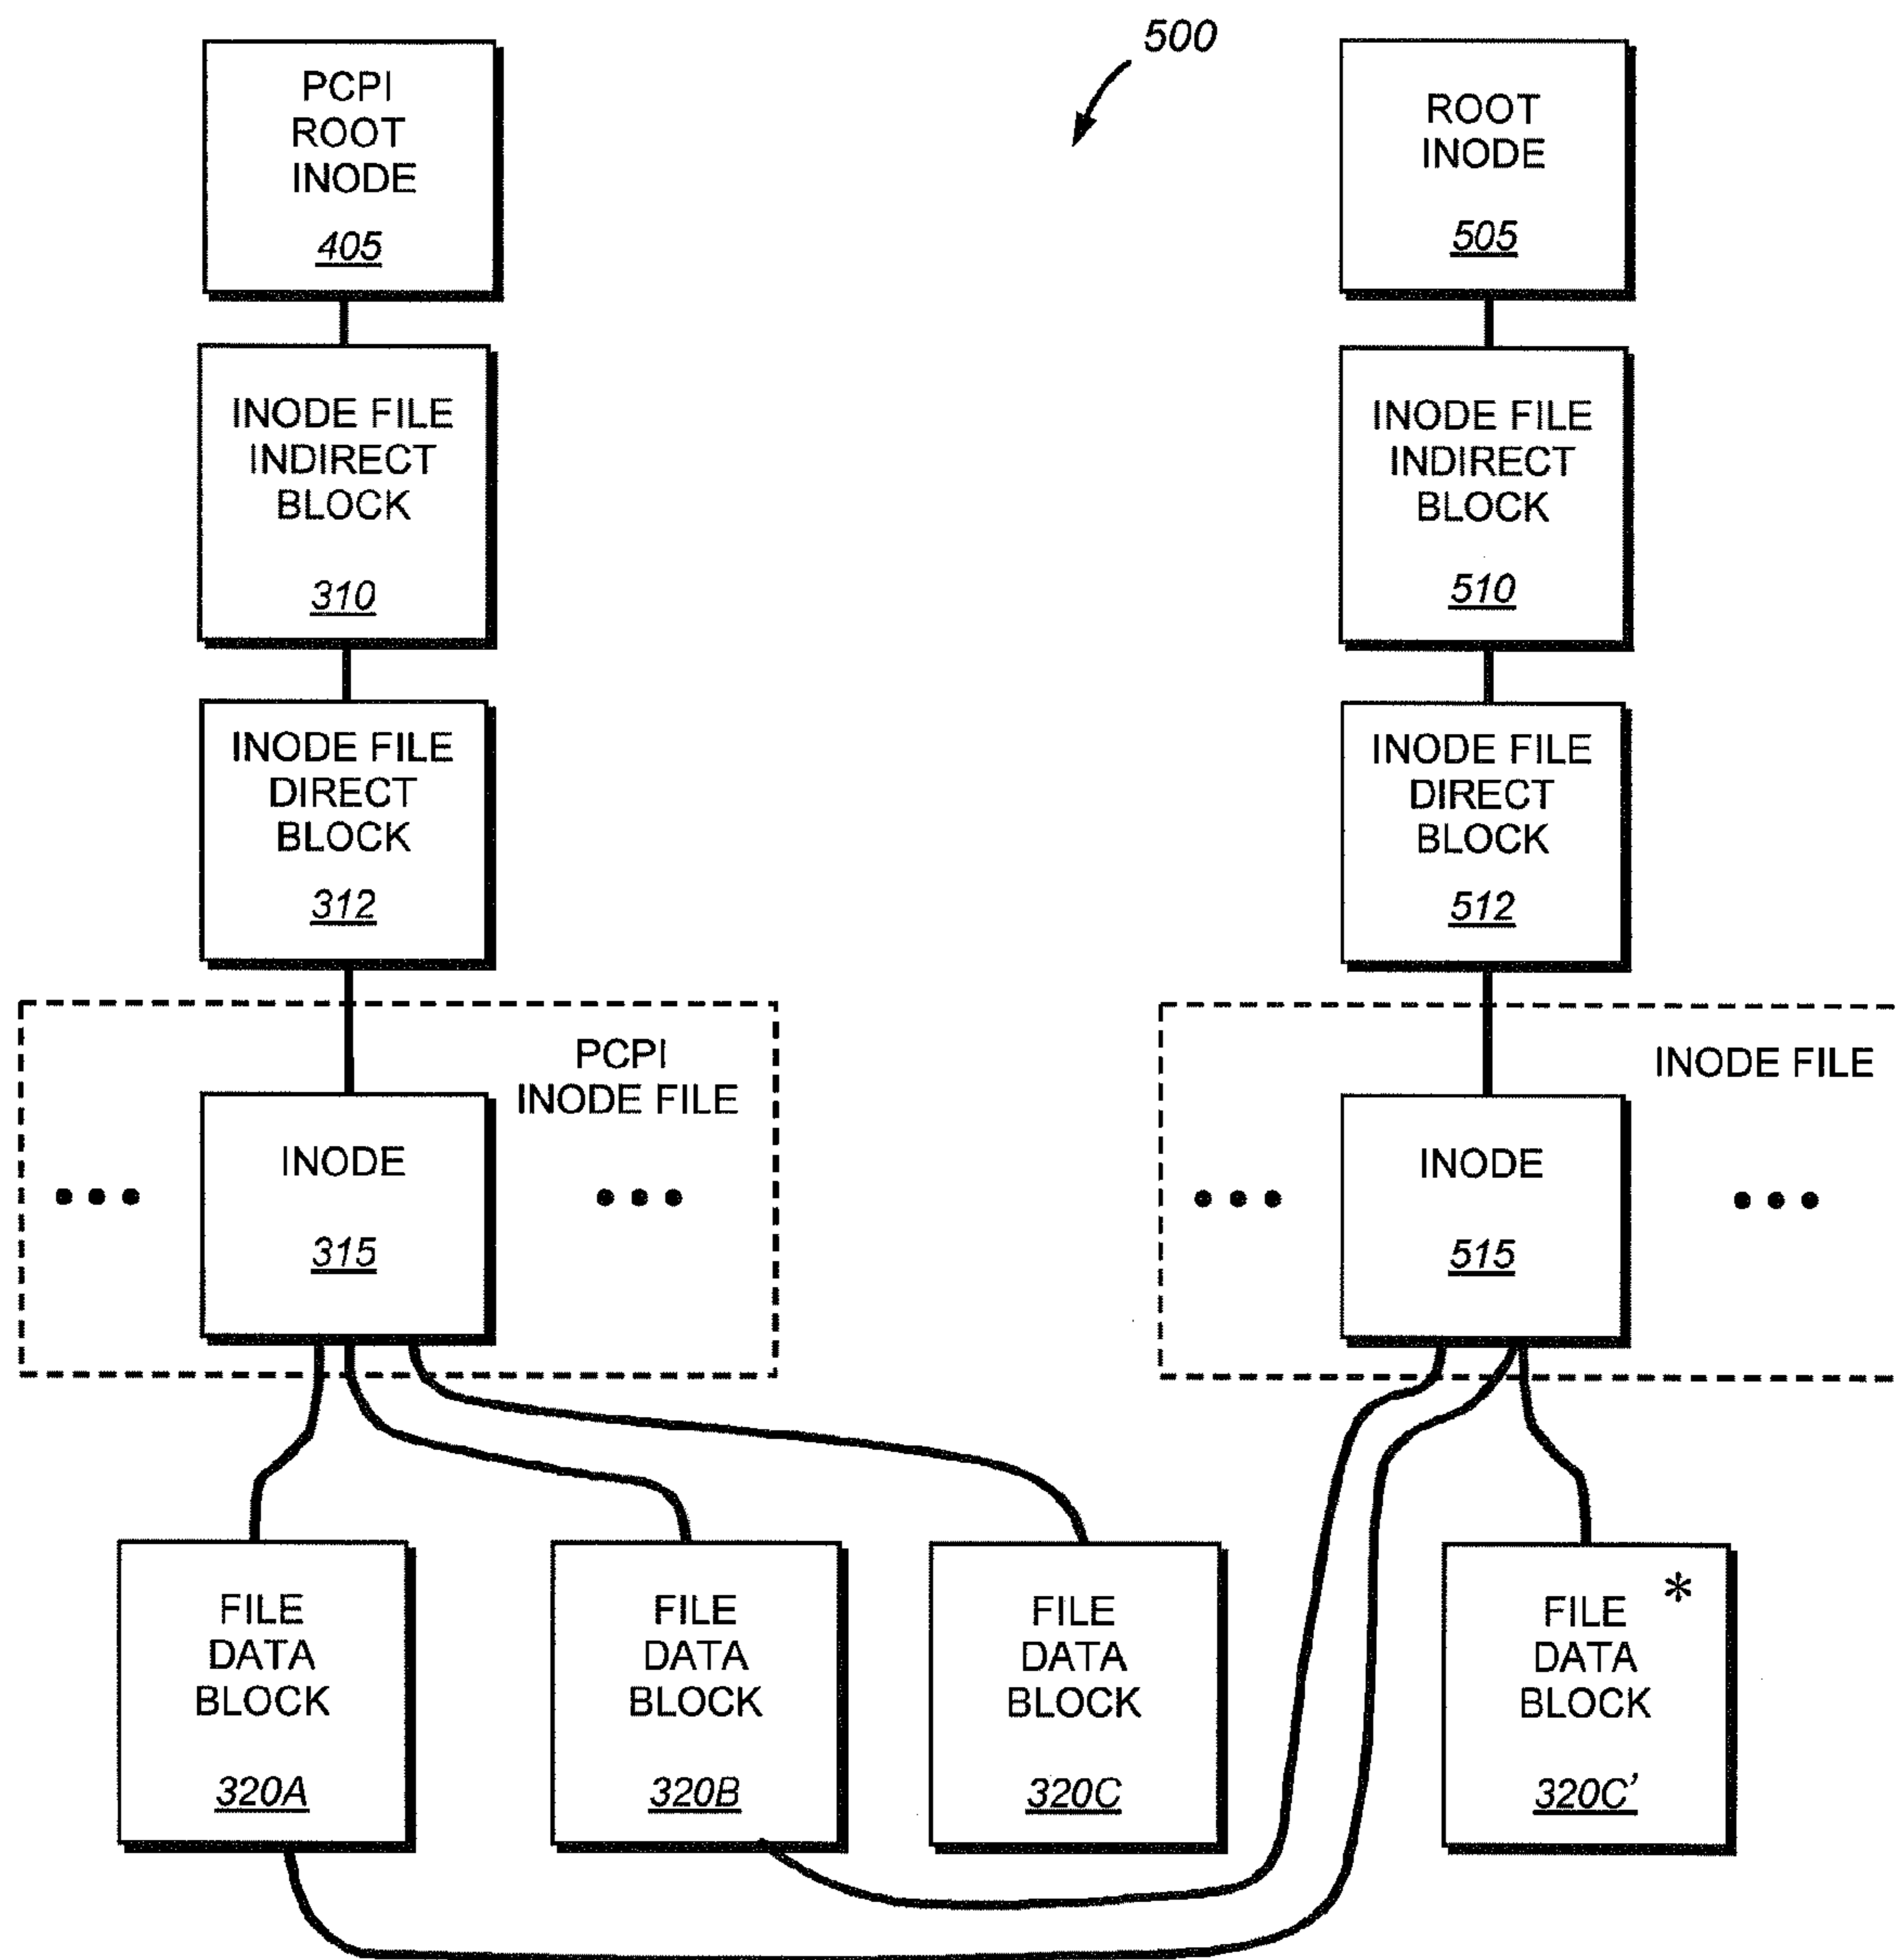 500
PCPI
ROOT
INODE
405
INODE FILE
INDIRECT
BLOCK
310
INODE FILE
DIRECT
BLOCK
312
PCPI
INODE FILE
INODE
315
FILE
DATA
BLOCK
320A
FILE
DATA
BLOCK
320B
FILE
DATA
BLOCK
320C
ROOT
INODE
505
INODE FILE
INDIRECT
BLOCK
510
INODE FILE
DIRECT
BLOCK
512
INODE FILE
INODE
515
FILE *
DATA
BLOCK
320C'